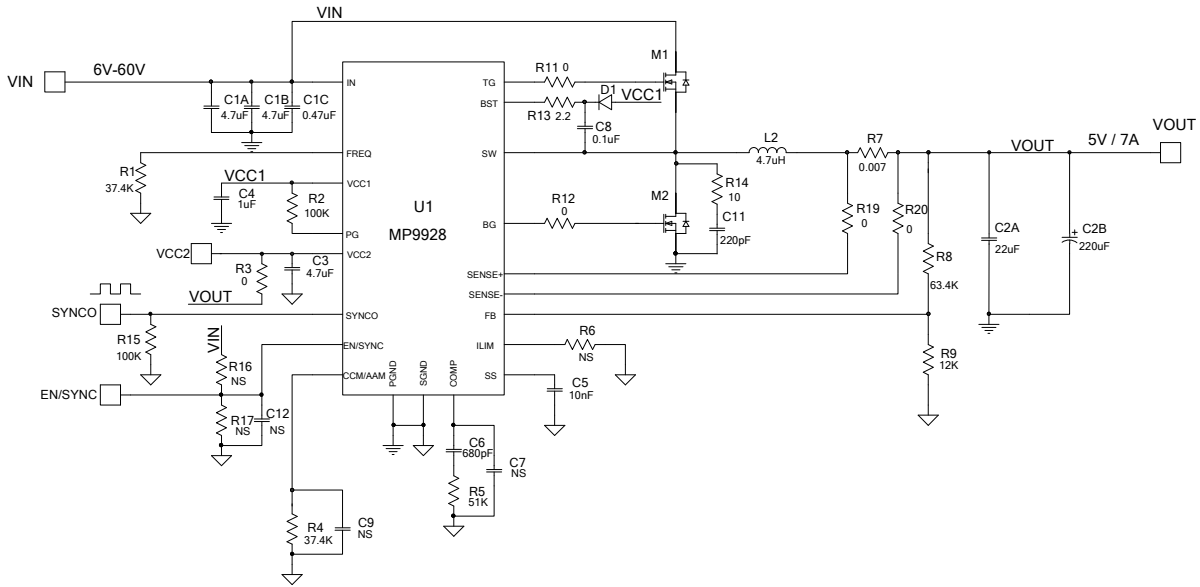 VIN
VIN
6V-60V
C1A
4.7uF
C1B
4.7uF
C1C
0.47uF
IN
TG
R11 0
M1
BST
R13 2.2
D1
VCC1
C8
0.1uF
R1
37.4K
FREQ
SW
L2
4.7uH
R7
0.007
VOUT
5V / 7A
VOUT
VCC1
C4
1uF
R2
100K
VCC1
PG
U1
MP9928
BG
R12
0
M2
R14
10
C11
220pF
R19
0
R20
0
R8
63.4K
C2A
22uF
+
C2B
220uF
VCC2
R3
0
C3
4.7uF
VCC2
VOUT
SENSE+
SENSE-
SYNCO
R15
100K
SYNCO
FB
VIN
R16
NS
EN/SYNC
ILIM
R6
NS
R9
12K
EN/SYNC
R17
NS
C12
NS
CCM/AAM
PGND
SGND
COMP
SS
C5
10nF
C6
680pF
C7
NS
R5
51K
R4
37.4K
C9
NS